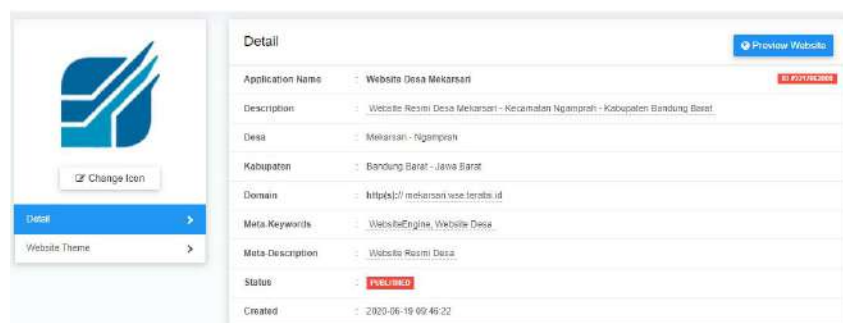 Detail
Preview Website
Application Name : Website Desa Mekarsari
Description : Website Resmi Desa Mekarsari - Kecamatan Ngamprah - Kabupaten Bandung Barat
Desa : Mekarsari - Ngamprah
Change Icon
Kabupaten : Bandung Barat - Jawa Barat
Domain : http(s):// mekarsari.wse.terabs.id
Detail
Meta-Keywords : WebsiteEngine, Website Desa
Website Theme
Meta-Description : Website Resmi Desa
Status : PUBLISHED
Created : 2020-06-19 09:46:22